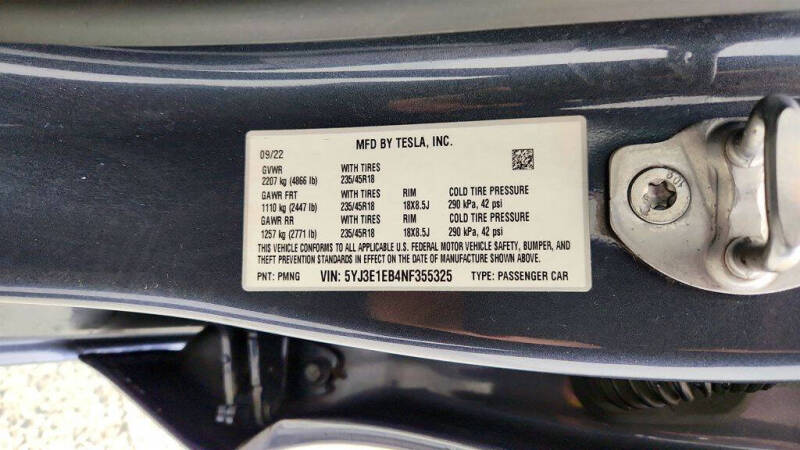 MFD BY TESLA, INC.
09/22
GVWR WITH TIRES
2207 kg (4866 lb) 235/45R18
GAWR FRT WITH TIRES RIM COLD TIRE PRESSURE
1110 kg (2447 lb) 235/45R18 18X8.5J 290 kPa, 42 psi
GAWR RR WITH TIRES RIM COLD TIRE PRESSURE
1257 kg (2771 lb) 235/45R18 18X8.5J 290 kPa, 42 psi
THIS VEHICLE CONFORMS TO ALL APPLICABLE U.S. FEDERAL MOTOR VEHICLE SAFETY, BUMPER, AND
THEFT PREVENTION STANDARDS IN EFFECT ON THE DATE OF MANUFACTURE SHOWN ABOVE.
PNT: PMNG VIN: 5YJ3E1EB4NF355325 TYPE: PASSENGER CAR